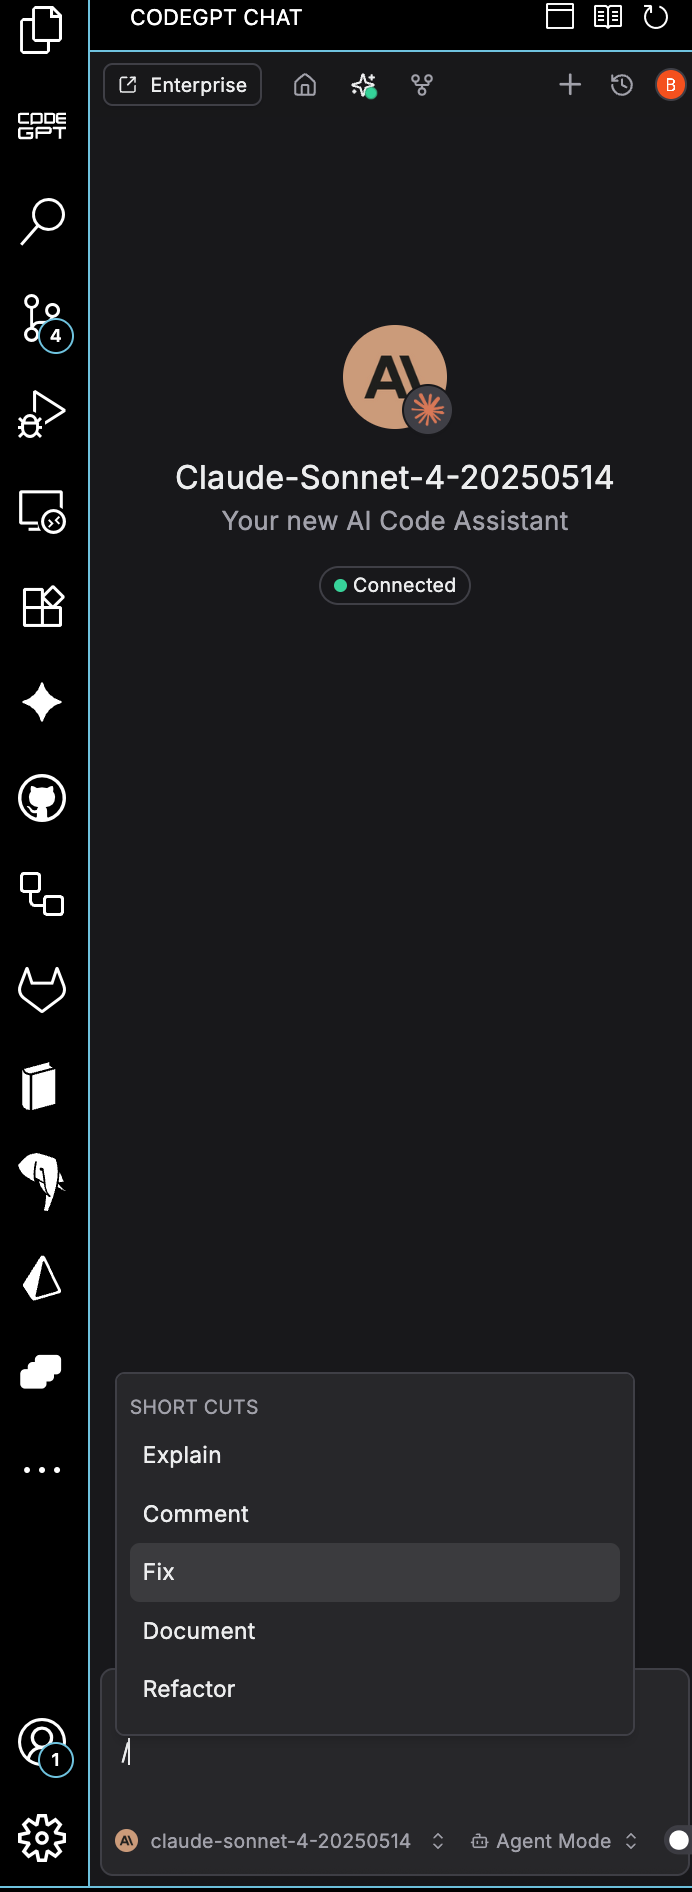 CODEGPT CHAT
CODE
GPT
Enterprise
B
4
Claude-Sonnet-4-20250514
Your new AI Code Assistant
Connected
SHORT CUTS
Explain
Comment
Fix
Document
Refactor
/
1
claude-sonnet-4-20250514
Agent Mode